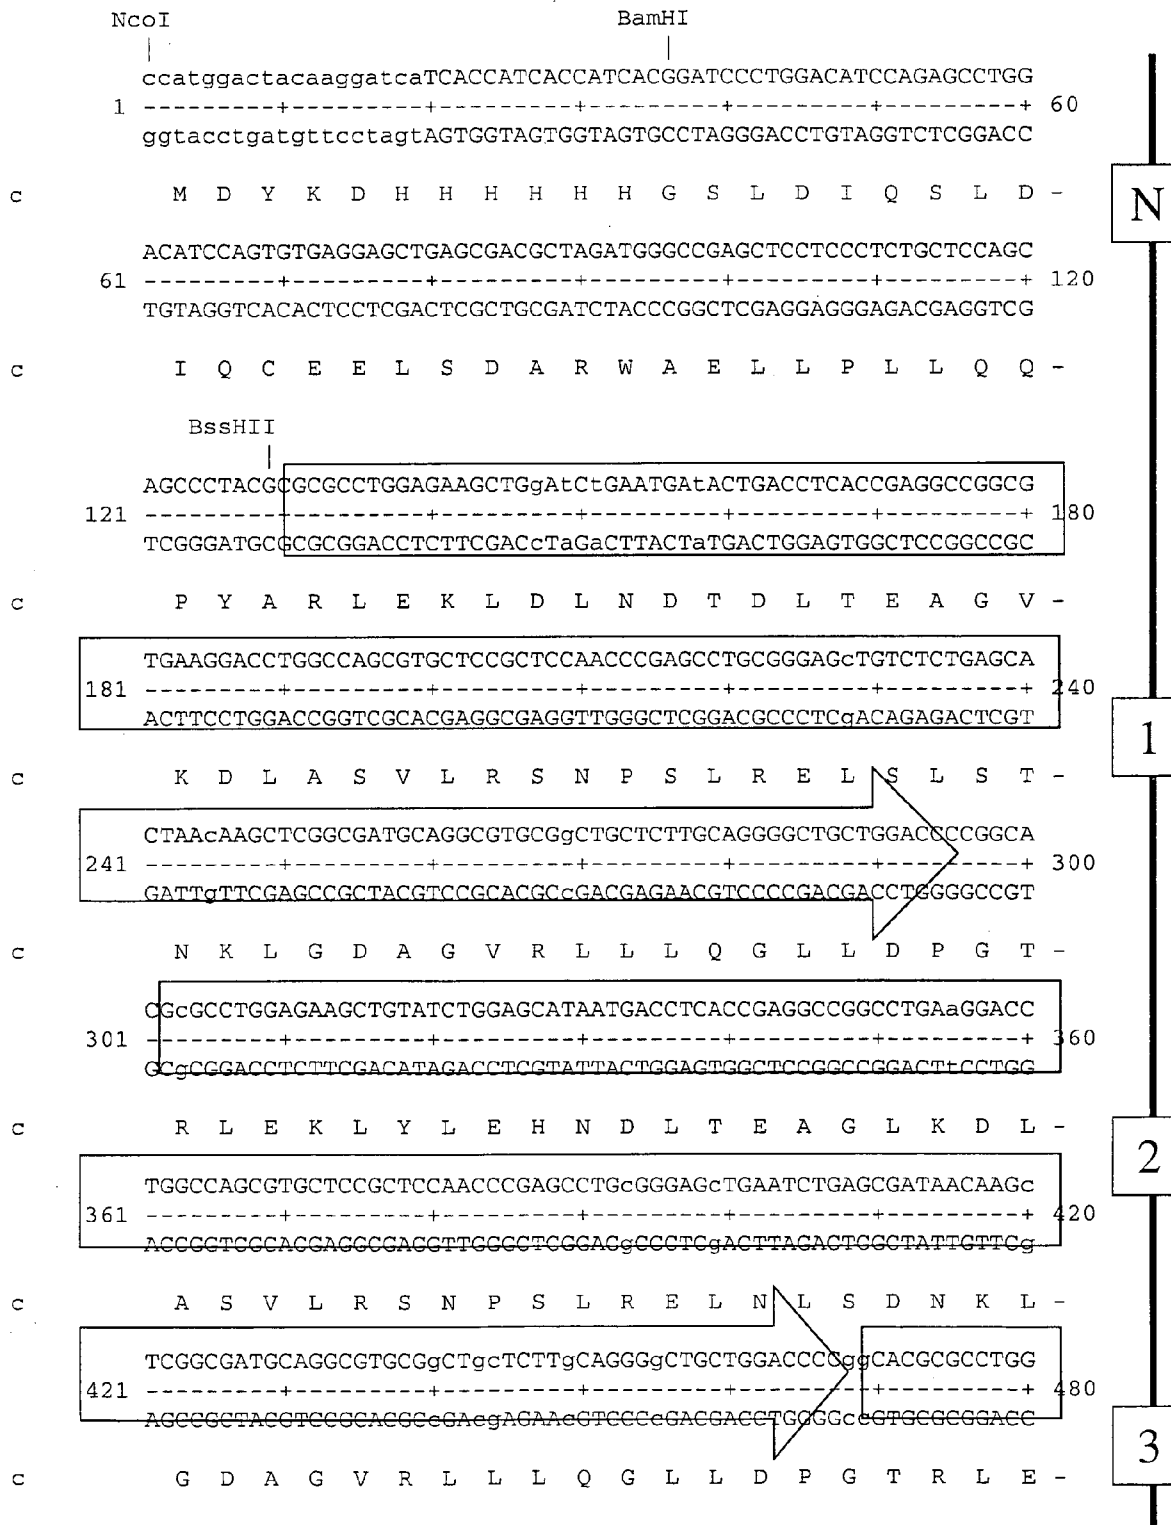 NcoI BamHI
ccatggactacaaggatcaTCACCATCACCATCACGGATCCCTGGACATCCAGAGCCTGG
1 ---------+---------+---------+---------+---------+---------+ 60
ggtacctgatgttcctagtAGTGGTAGTGGTAGTGCCTAGGGACCTGTAGGTCTCGGACC
c M D Y K D H H H H H H G S L D I Q S L D -
N
ACATCCAGTGTGAGGAGCTGAGCGACGCTAGATGGGCCGAGCTCCTCCCTCTGCTCCAGC
61 ---------+---------+---------+---------+---------+---------+ 120
TGTAGGTCACACTCCTCGACTCGCTGCGATCTACCCGGCTCGAGGAGGGAGACGAGGTCG
c I Q C E E L S D A R W A E L L P L L Q Q -
BssHII
AGCCCTACGCGCGCCTGGAGAAGCTGgAtCtGAATGAtACTGACCTCACCGAGGCCGGCG
121 ---------+---------+---------+---------+---------+---------+ 180
TCGGGATGCGCGCGGACCTCTTCGACcTaGaCTTACTaTGACTGGAGTGGCTCCGGCCGC
c P Y A R L E K L D L N D T D L T E A G V -
TGAAGGACCTGGCCAGCGTGCTCCGCTCCAACCCGAGCCTGCGGGAGcTGTCTCTGAGCA
181 ---------+---------+---------+---------+---------+---------+ 240
ACTTCCTGGACCGGTCGCACGAGGCGAGGTTGGGCTCGGACGCCCTCgACAGAGACTCGT
1
c K D L A S V L R S N P S L R E L S L S T -
CTAAcAAGCTCGGCGATGCAGGCGTGCGgCTGCTCTTGCAGGGGCTGCTGGACCCCGGCA
241 ---------+---------+---------+---------+---------+---------+ 300
GATTgTTCGAGCCGCTACGTCCGCACGCcGACGAGAACGTCCCCGACGACCTGGGGCCGT
c N K L G D A G V R L L L Q G L L D P G T -
CGcGCCTGGAGAAGCTGTATCTGGAGCATAATGACCTCACCGAGGCCGGCCTGAaGGACC
301 ---------+---------+---------+---------+---------+---------+ 360
GCgCGGACCTCTTCGACATAGACCTCGTATTACTGGAGTGGCTCCGGCCGGACTtCCTGG
c R L E K L Y L E H N D L T E A G L K D L -
2
TGGCCAGCGTGCTCCGCTCCAACCCGAGCCTGcGGGAGcTGAATCTGAGCGATAACAAGc
361 ---------+---------+---------+---------+---------+---------+ 420
ACCGGTCGCACGAGGCGAGGTTGGGCTCGGACgCCCTCgACTTAGACTCGCTATTGTTCg
c A S V L R S N P S L R E L N L S D N K L -
TCGGCGATGCAGGCGTGCGgCTgcTCTTgCAGGGgCTGCTGGACCCCggCACGCGCCTGG
421 ---------+---------+---------+---------+---------+---------+ 480
AGCCGCTACGTCCGCACGCcGAcgAGAAcGTCCCcGACGACCTGGGGccGTGCGCGGACC
3
c G D A G V R L L L Q G L L D P G T R L E -